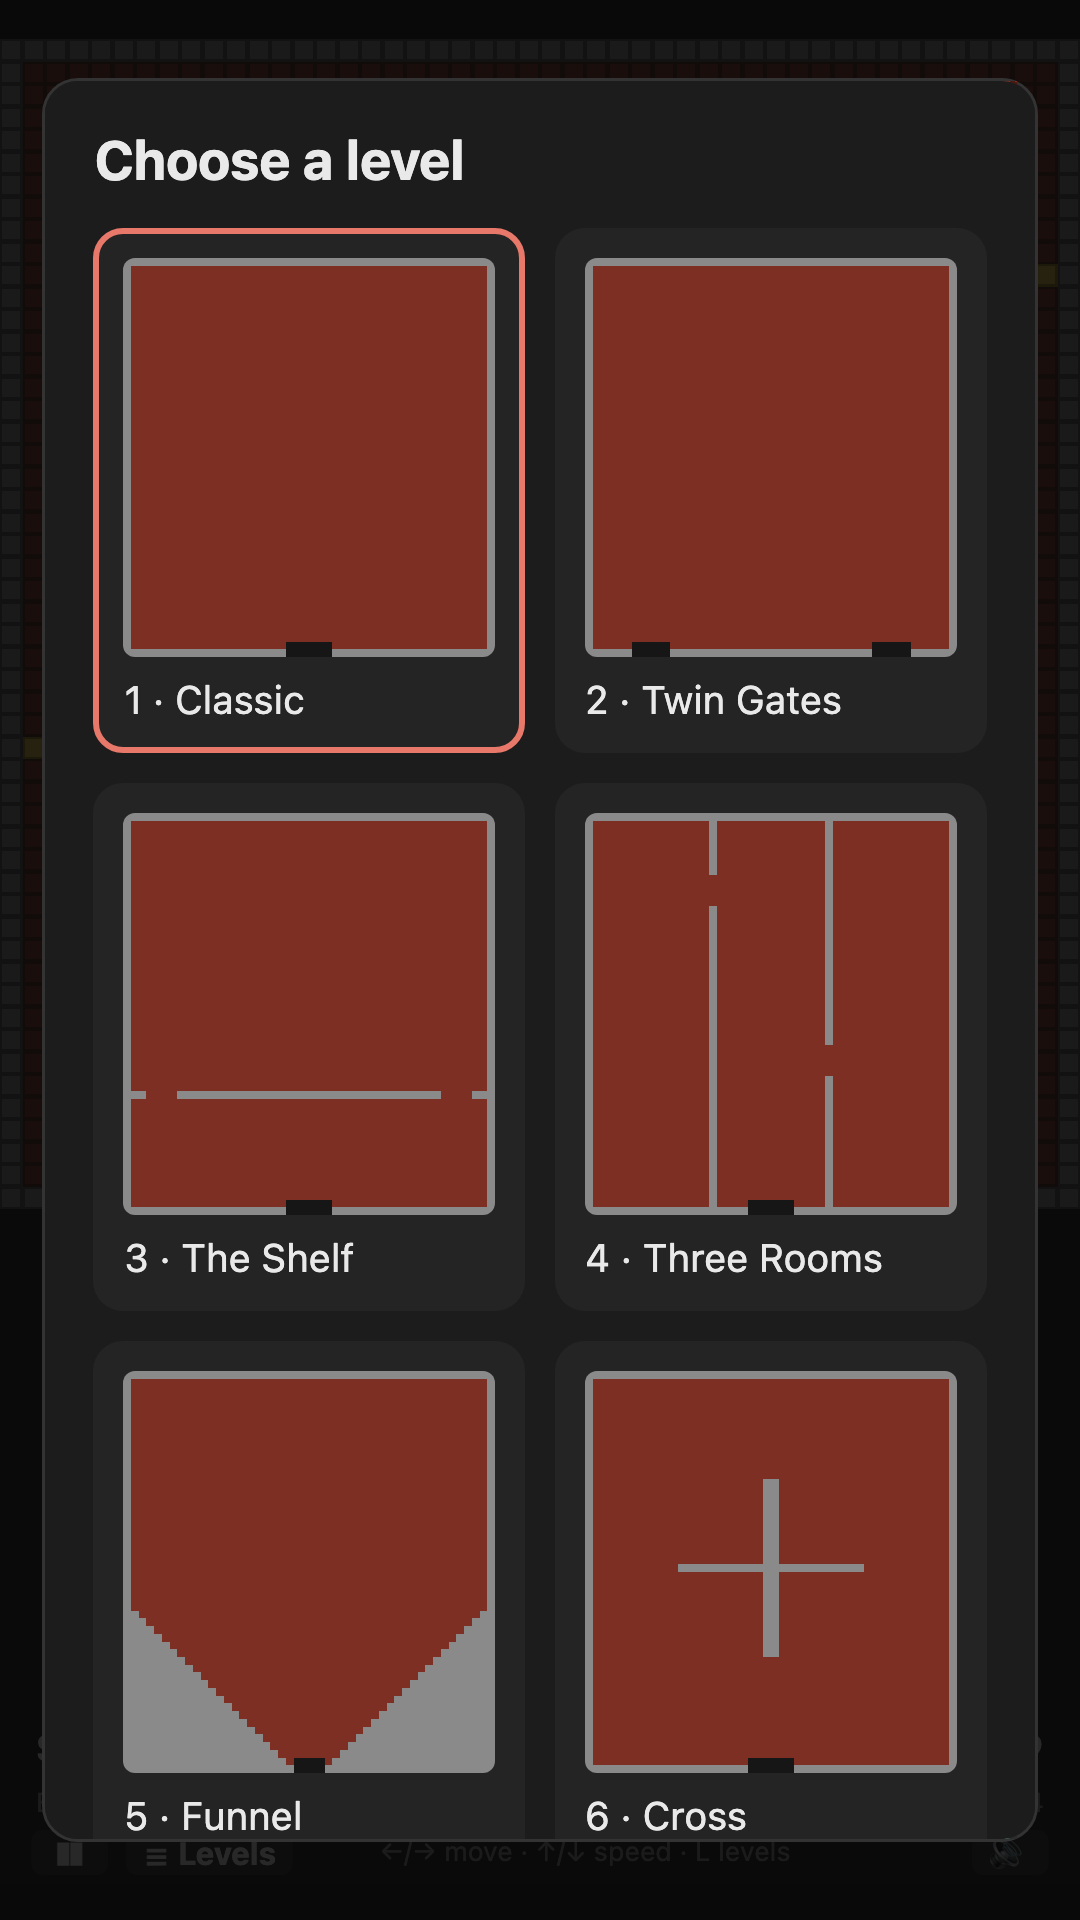 Choose a level
1 · Classic
2 · Twin Gates
3 · The Shelf
4 · Three Rooms
5 · Funnel
6 · Cross
≡ Levels
←/→ move · ↑/↓ speed · L levels